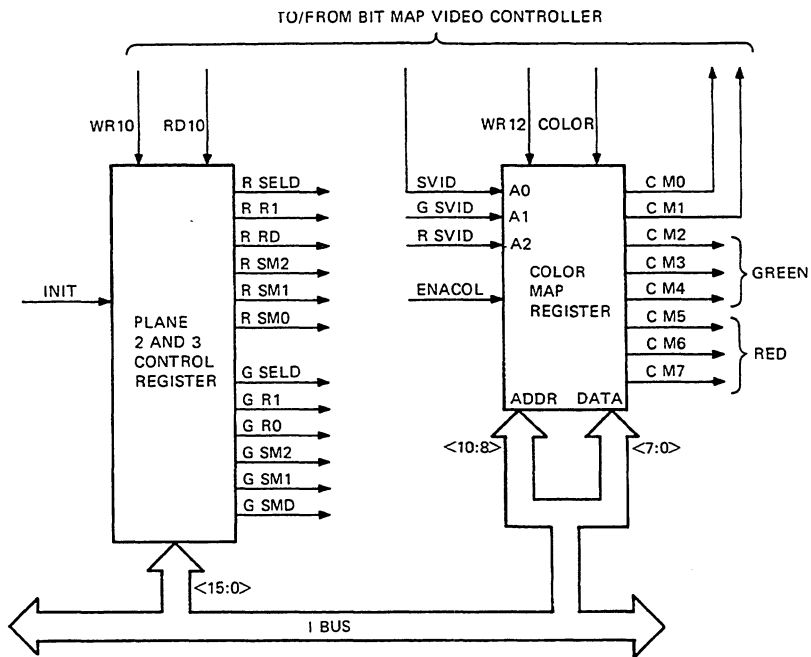 TO/FROM BIT MAP VIDEO CONTROLLER
WR10
RD10
WR12
COLOR
R SELD
R R1
R RD
R SM2
R SM1
R SM0
G SELD
G R1
G R0
G SM2
G SM1
G SMD
INIT
PLANE
2 AND 3
CONTROL
REGISTER
SVID
G SVID
R SVID
ENACOL
A0
A1
A2
COLOR
MAP
REGISTER
ADDR DATA
C M0
C M1
C M2
C M3
C M4
C M5
C M6
C M7
GREEN
RED
<10:8>
<7:0>
<15:0>
I BUS